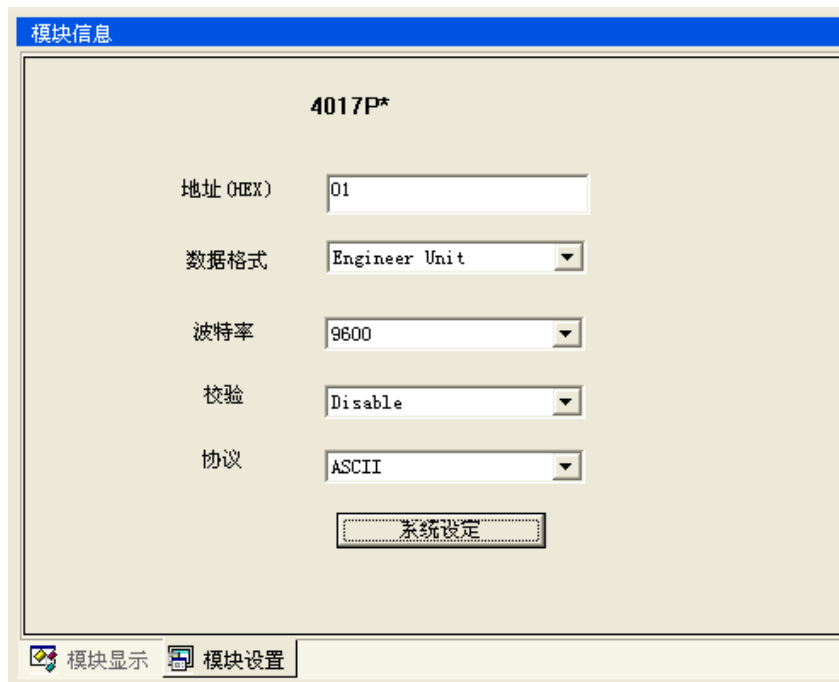 模块信息
4017P*
地址(HEX) 01
数据格式 Engineer Unit
波特率 9600
校验 Disable
协议 ASCII
系统设定
模块显示 模块设置